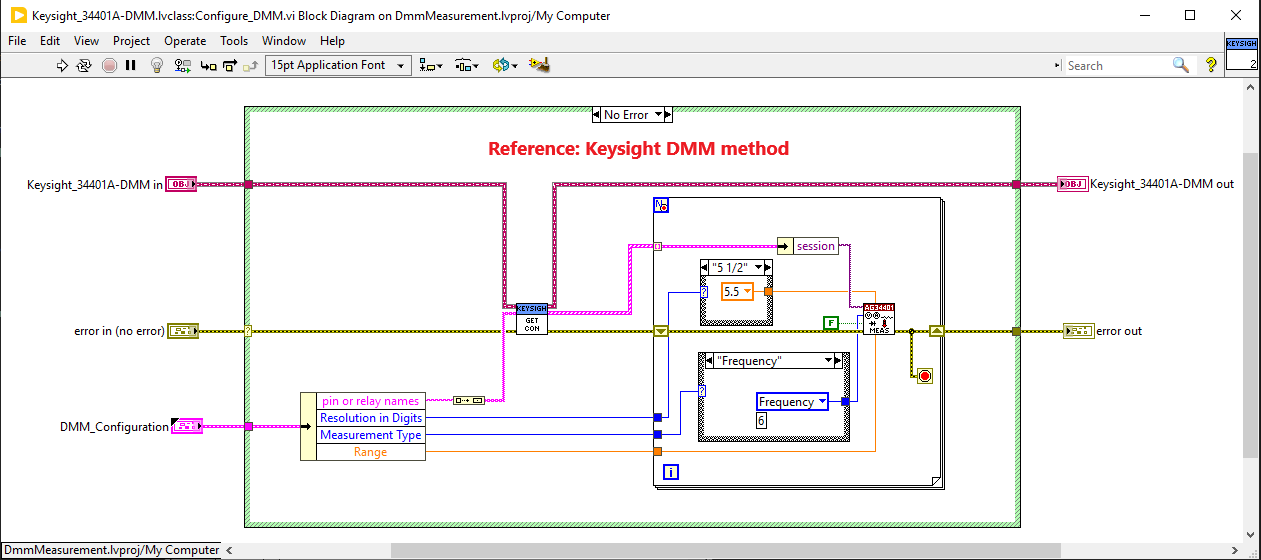 Keysight_34401A-DMM.lvclass:Configure_DMM.vi Block Diagram on DmmMeasurement.lvproj/My Computer
File Edit View Project Operate Tools Window Help
15pt Application Font
Search
?
KEYSIGH
2
No Error
Reference: Keysight DMM method
Keysight_34401A-DMM in
OBJ
OBJ
Keysight_34401A-DMM out
N
session
"5 1/2"
?
5.5
KEYSIGH
GET
CON
AG34401
MEAS
error in (no error)
?
F
error out
"Frequency"
?
Frequency
6
pin or relay names
Resolution in Digits
Measurement Type
Range
DMM_Configuration
i
DmmMeasurement.lvproj/My Computer